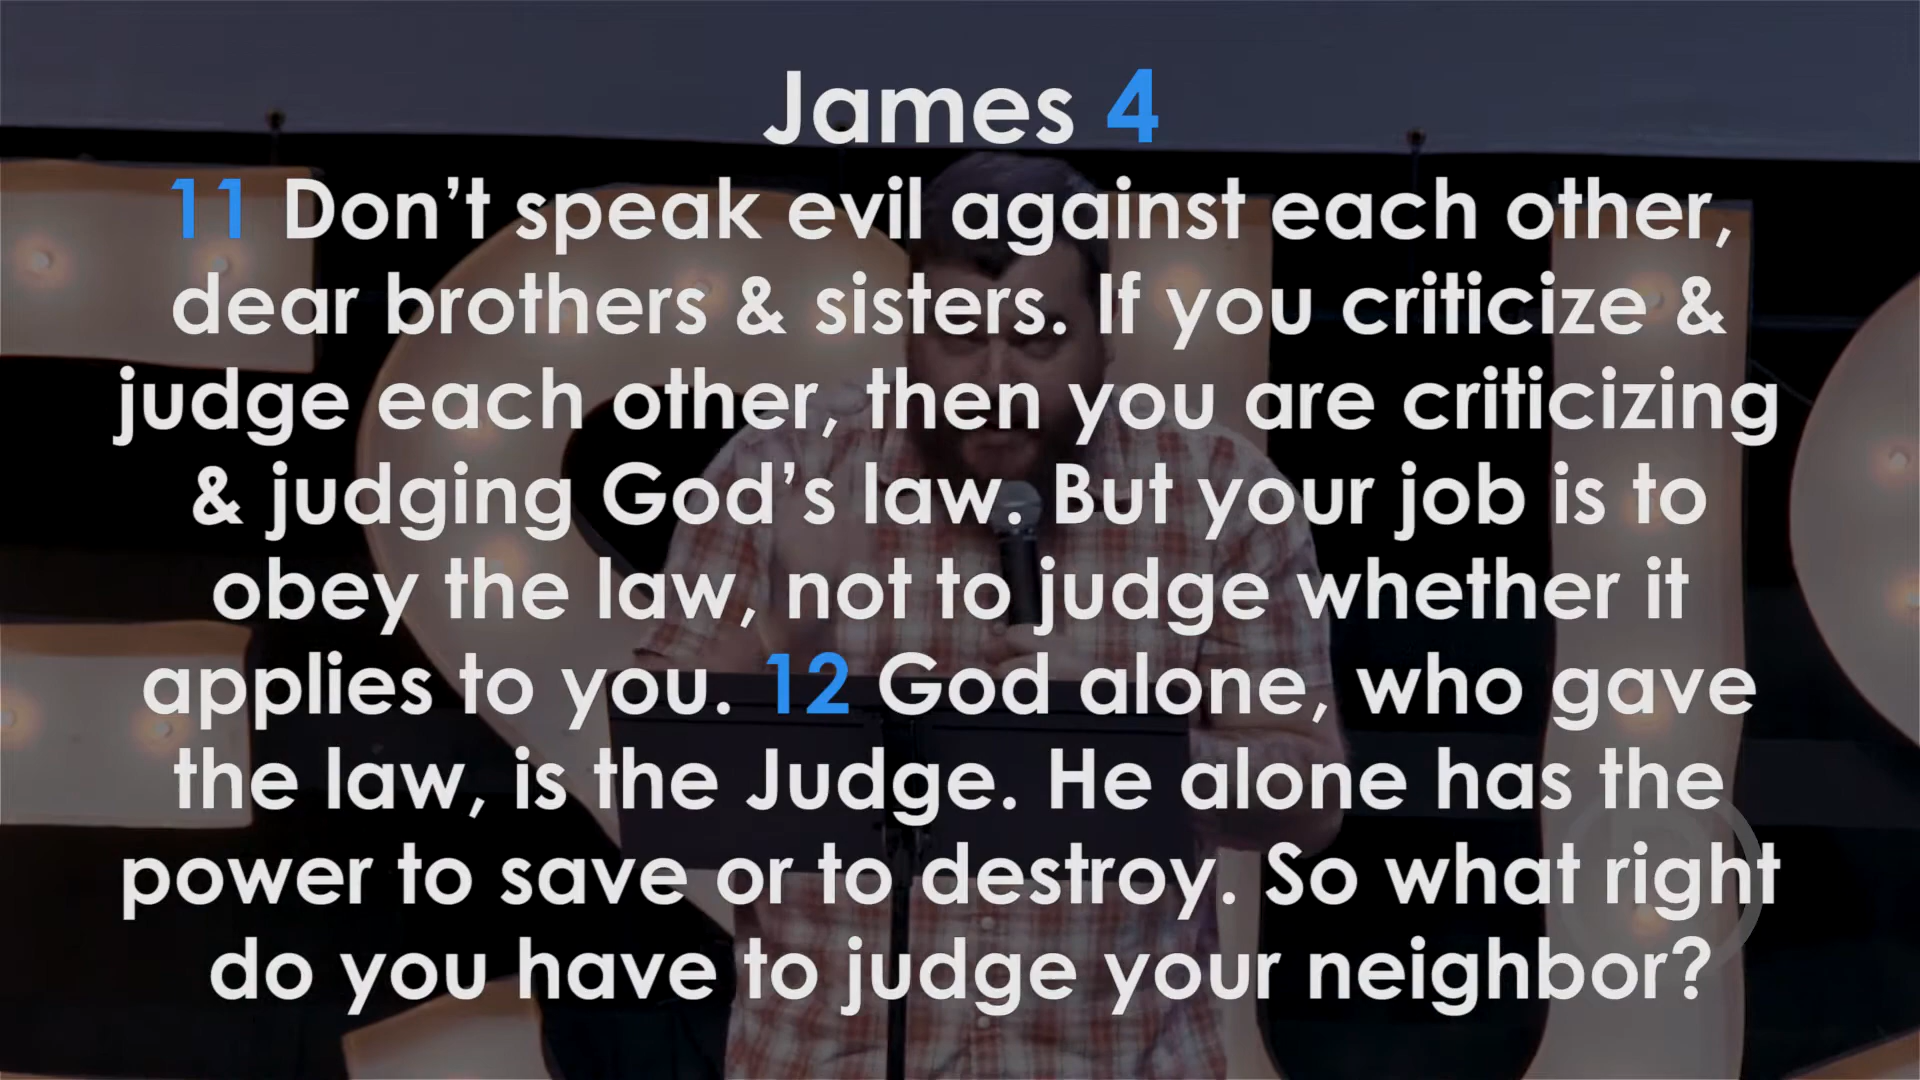 James 4
11 Don’t speak evil against each other,
dear brothers & sisters. If you criticize &
judge each other, then you are criticizing
& judging God’s law. But your job is to
obey the law, not to judge whether it
applies to you. 12 God alone, who gave
the law, is the Judge. He alone has the
power to save or to destroy. So what right
do you have to judge your neighbor?